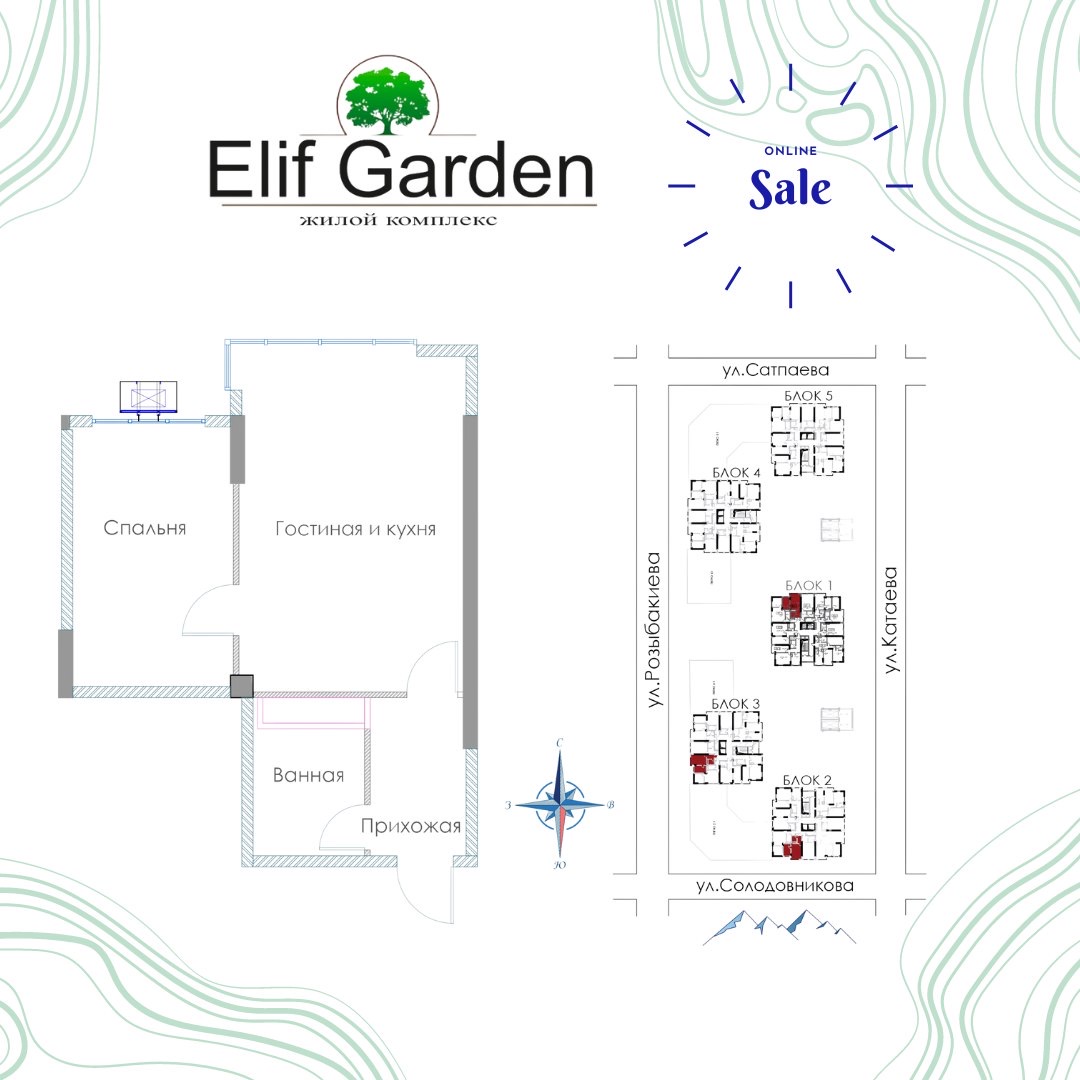 Elif Garden
жилой комплекс
ONLINE
Sale
Спальня
Гостиная и кухня
Ванная
Прихожая
С
З
В
Ю
ул.Сатпаева
БЛОК 5
БЛОК 4
БЛОК 1
БЛОК 3
БЛОК 2
ул.Розыбакиева
ул.Катаева
ул.Солодовникова